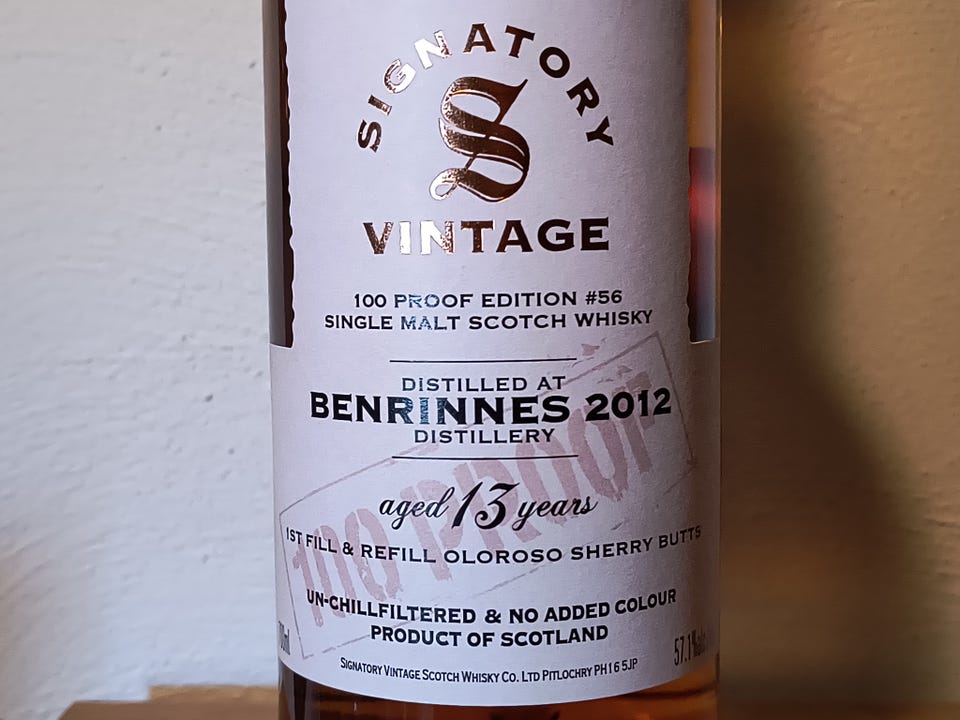 SIGNATORY
S
VINTAGE
100 PROOF EDITION #56
SINGLE MALT SCOTCH WHISKY
DISTILLED AT
BENRINNES 2012
DISTILLERY
aged 13 years
100 PROOF
1ST FILL & REFILL OLOROSO SHERRY BUTTS
UN-CHILLFILTERED & NO ADDED COLOUR
PRODUCT OF SCOTLAND
57.1%
SIGNATORY VINTAGE SCOTCH WHISKY CO. LTD PITLOCHRY PH16 5JP